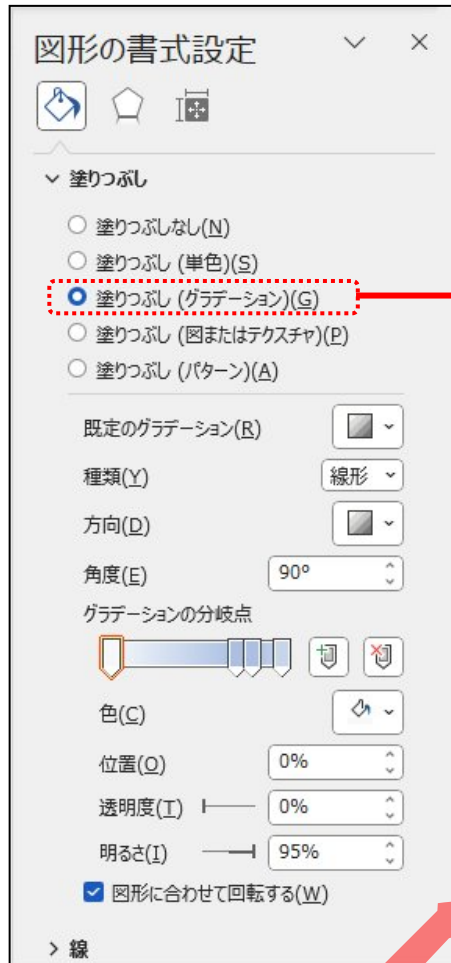 図形の書式設定
塗りつぶし
塗りつぶしなし(N)
塗りつぶし (単色)(S)
塗りつぶし (グラデーション)(G)
塗りつぶし (図またはテクスチャ)(P)
塗りつぶし (パターン)(A)
既定のグラデーション(R)
種類(Y) 線形
方向(D)
角度(E) 90°
グラデーションの分岐点
色(C)
位置(O) 0%
透明度(T) 0%
明るさ(I) 95%
図形に合わせて回転する(W)
線